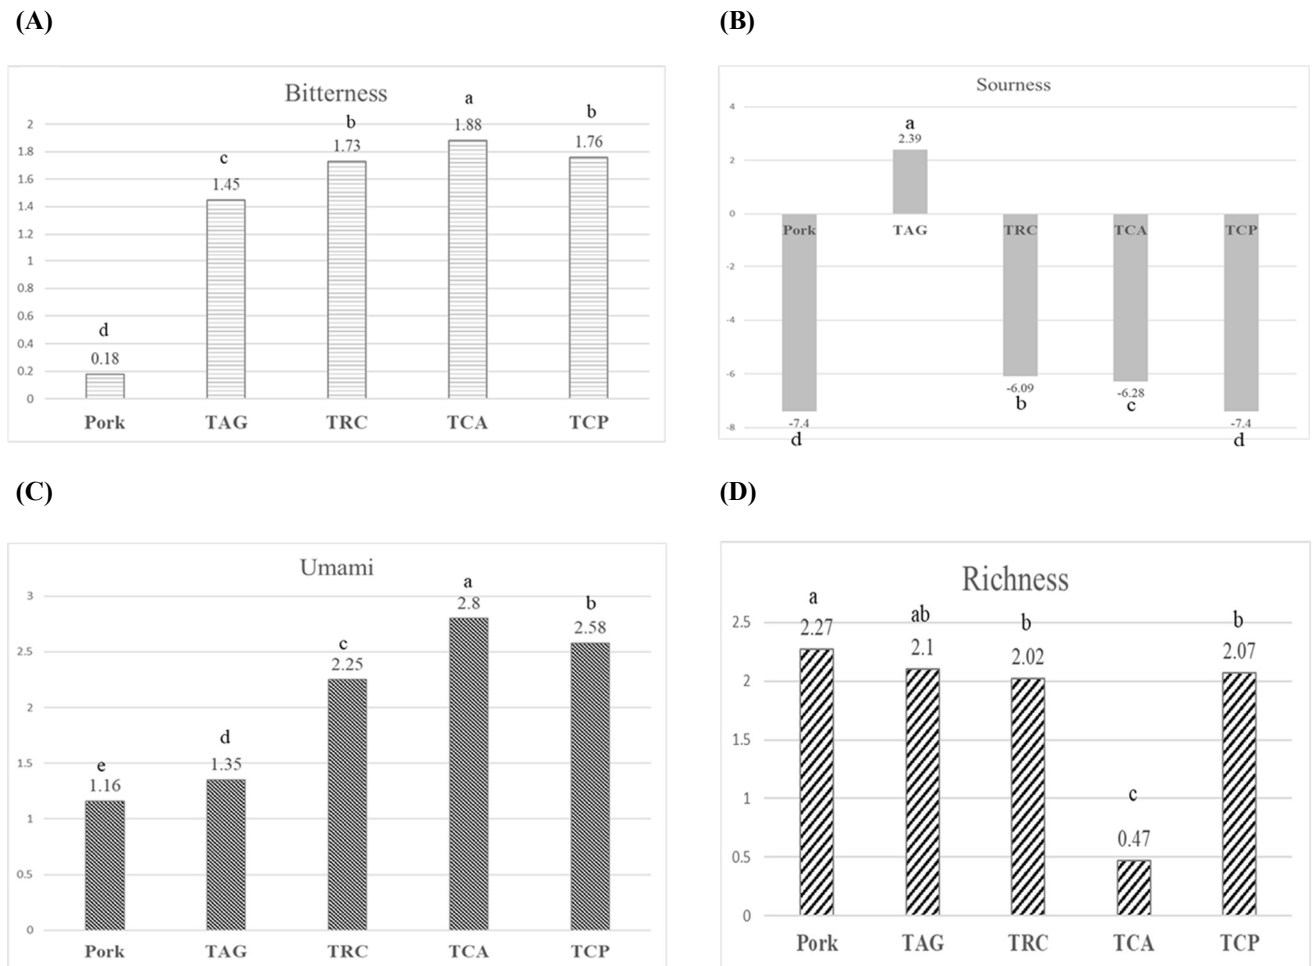 (A)
Bitterness
2
1.8
1.6
1.4
1.2
1
0.8
0.6
0.4
0.2
0
d
0.18
c
1.45
b
1.73
a
1.88
b
1.76
Pork TAG TRC TCA TCP
(B)
Sourness
4
2
0
-2
-4
-6
-8
a
2.39
Pork TAG TRC TCA TCP
-7.4
d
-6.09
b
-6.28
c
-7.4
d
(C)
Umami
3
2.5
2
1.5
1
0.5
0
e
1.16
d
1.35
c
2.25
a
2.8
b
2.58
Pork TAG TRC TCA TCP
(D)
Richness
2.5
2
1.5
1
0.5
0
a
2.27
ab
2.1
b
2.02
c
0.47
b
2.07
Pork TAG TRC TCA TCP